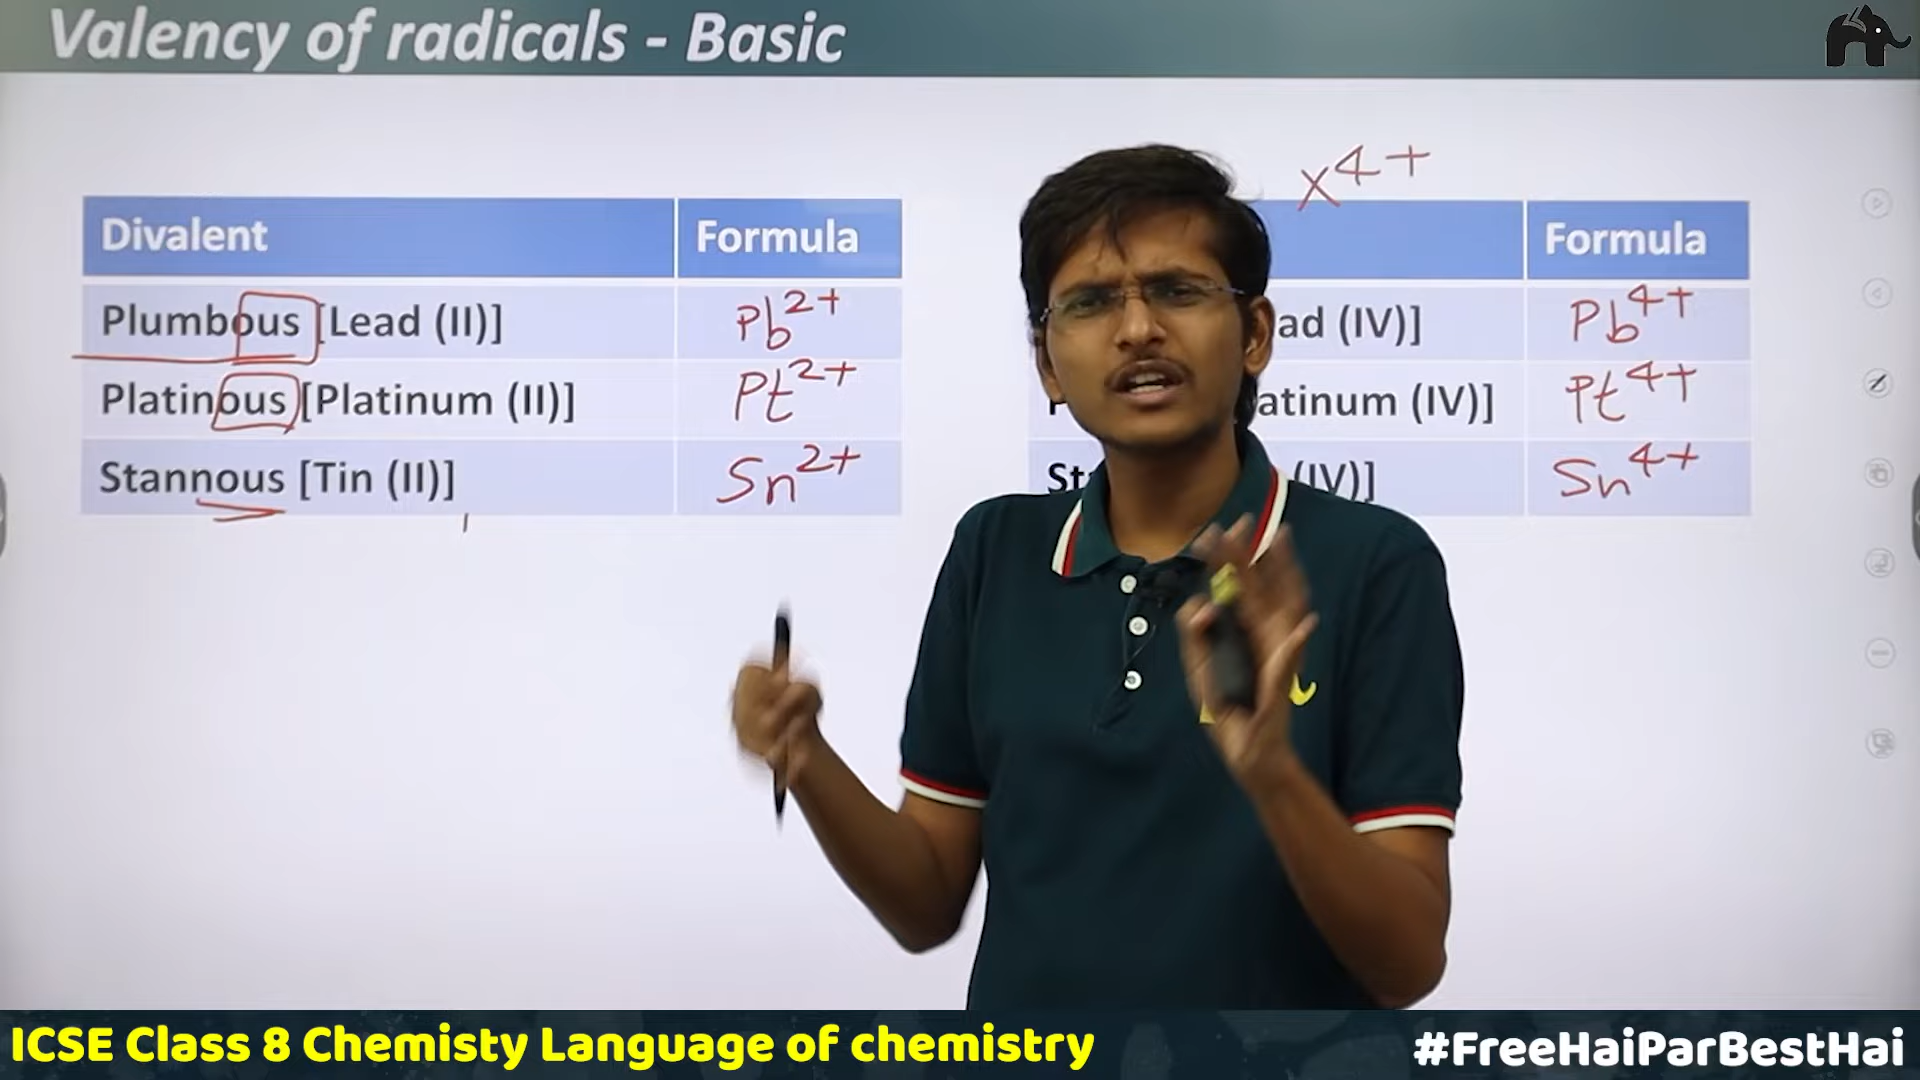 Valency of radicals - Basic
x4+
Divalent Formula
Formula
Plumbous [Lead (II)] Pb2+
ad (IV)] Pb4+
Platinous [Platinum (II)] Pt2+
atinum (IV)] Pt4+
Stannous [Tin (II)] Sn2+
St (IV)] Sn4+
ICSE Class 8 Chemisty Language of chemistry
#FreeHaiParBestHai